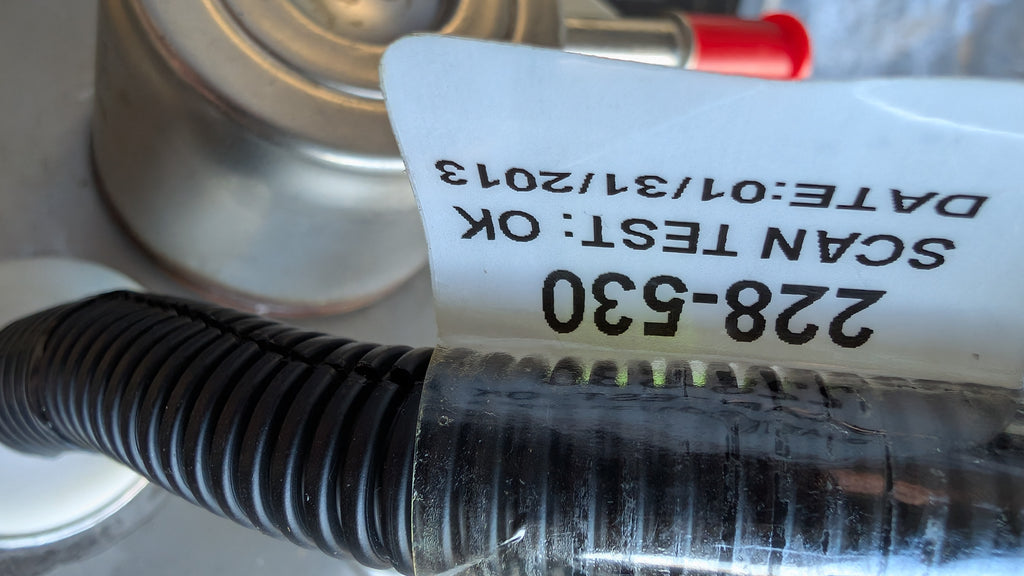 228-530
SCAN TEST: OK
DATE:01/31/2013